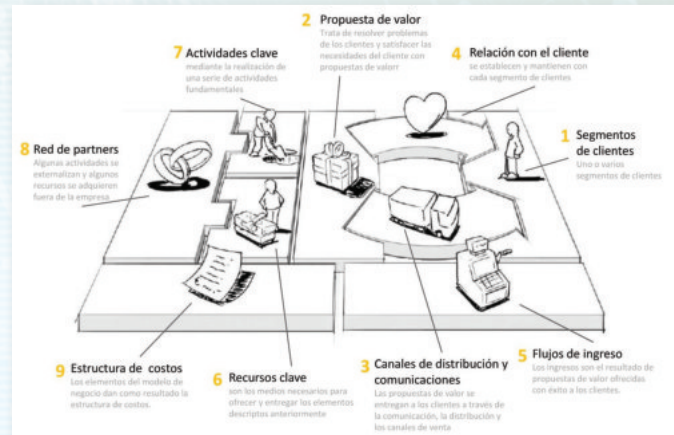 2 Propuesta de valor
Trata de resolver problemas
de los clientes y satisfacer las
necesidades del cliente con
propuestas de valorr
7 Actividades clave
mediante la realización de
una serie de actividades
fundamentales
4 Relación con el cliente
se establecen y mantienen con
cada segmento de clientes
8 Red de partners
Algunas actividades se
externalizan y algunos
recursos se adquieren
fuera de la empresa
1 Segmentos
de clientes
Uno o varios
segmentos de clientes
9 Estructura de costos
Los elementos del modelo de
negocio dan como resultado la
estructura de costos.
6 Recursos clave
son los medios necesarios para
ofrecer y entregar los elementos
descriptos anteriormente
3 Canales de distribución y
comunicaciones
Las propuestas de valor se
entregan a los clientes a través de
la comunicación, la distribución y
los canales de venta
5 Flujos de ingreso
Los ingresos son el resultado de
propuestas de valor ofrecidas
con éxito a los clientes.